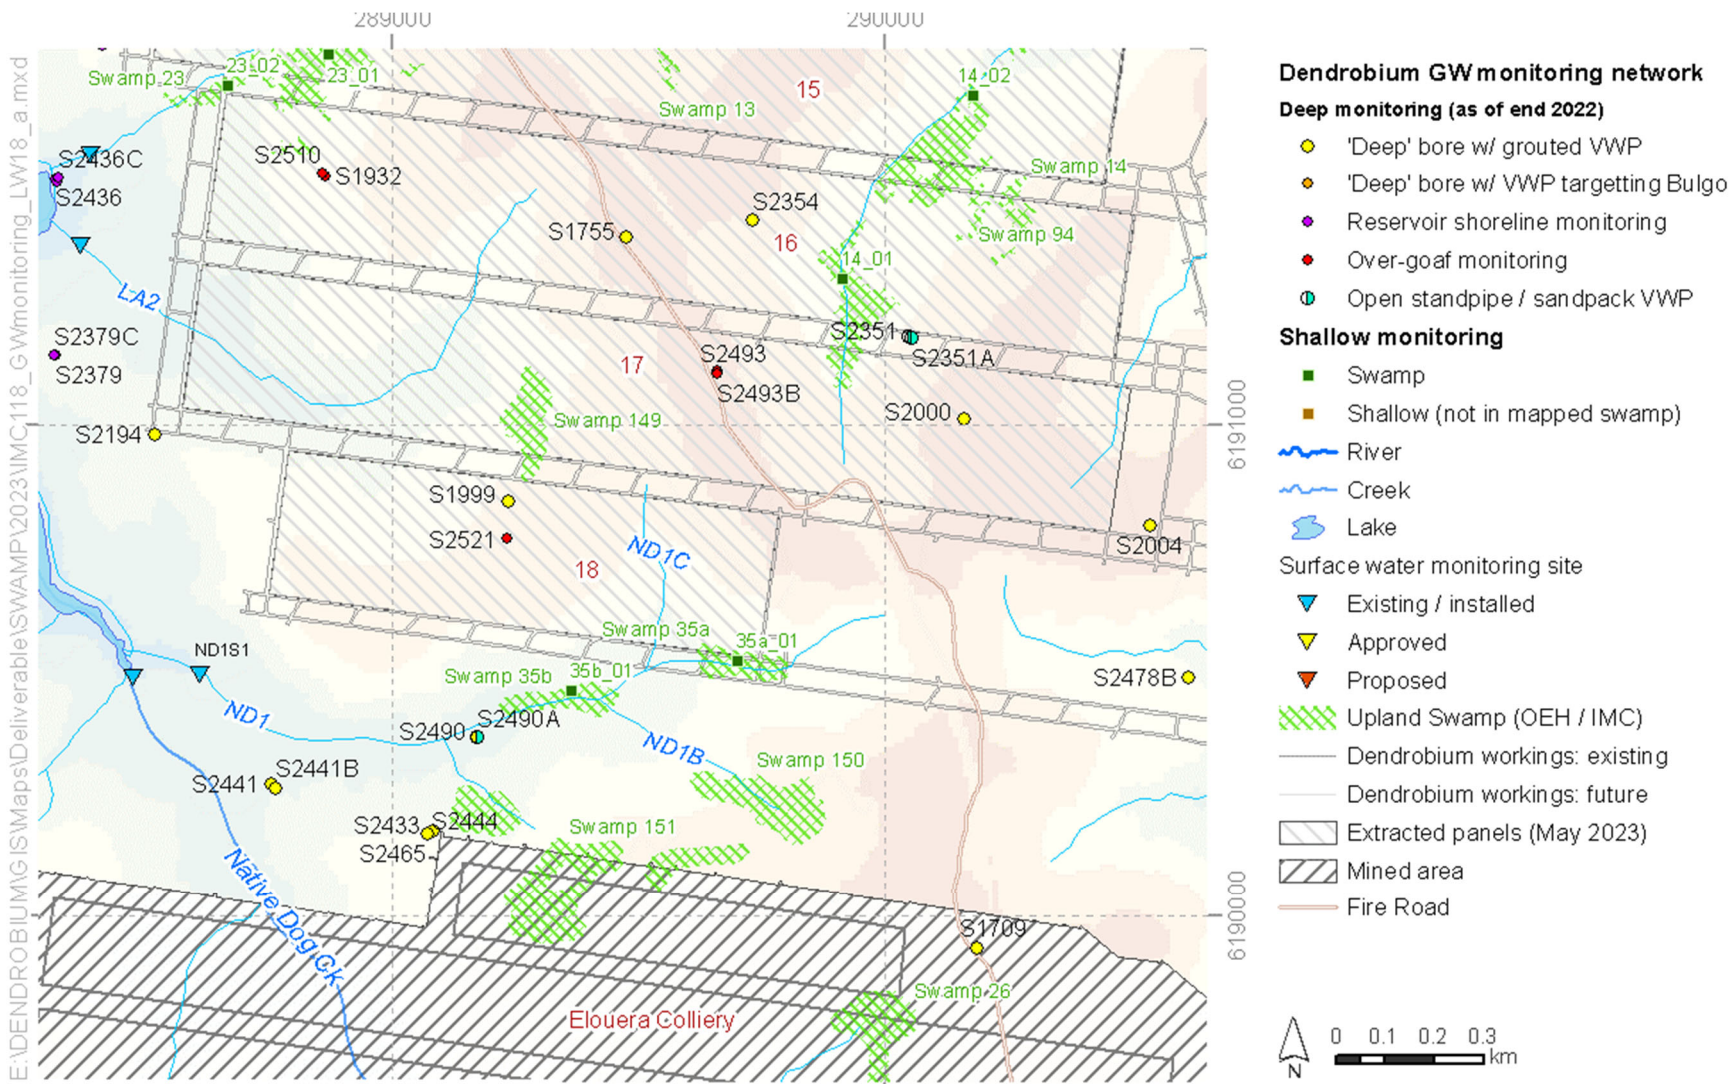 289000
290000
E:\DENDROBIUM\GIS\Maps\Deliverable\SWAMP\2023\IMC118_GWmonitoring_LW18_a.mxd
Swamp 23
23_02
23_01
Swamp 13
15
14_02
S2436C
S2436
S2510
S1932
Swamp 14
S2354
S1755
16
Swamp 94
14_01
LA2
S2351
S2351A
S2379C
S2379
17
S2493
S2493B
S2000
6191000
Swamp 149
S2194
S1999
S2521
ND1C
18
S2004
Swamp 35a
35a_01
NDIS1
Swamp 35b
35b_01
S2478B
ND1
S2490
S2490A
ND1B
Swamp 150
S2441
S2441B
S2433
S2444
S2465
Swamp 151
Native Dog Ck
6190000
S1709
Swamp 26
Elouera Colliery
Dendrobium GW monitoring network
Deep monitoring (as of end 2022)
'Deep' bore w/ grouted VWP
'Deep' bore w/ VWP targetting Bulgo
Reservoir shoreline monitoring
Over-goaf monitoring
Open standpipe / sandpack VWP
Shallow monitoring
Swamp
Shallow (not in mapped swamp)
River
Creek
Lake
Surface water monitoring site
Existing / installed
Approved
Proposed
Upland Swamp (OEH / IMC)
Dendrobium workings: existing
Dendrobium workings: future
Extracted panels (May 2023)
Mined area
Fire Road
N
0 0.1 0.2 0.3
km